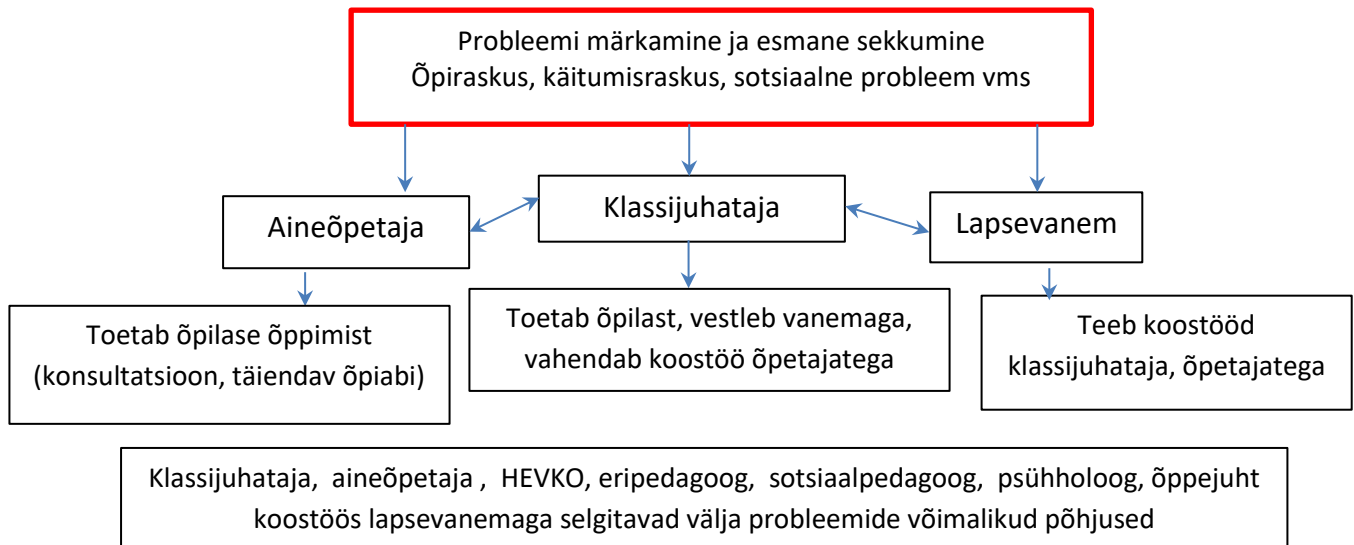 Probleemi märkamine ja esmane sekkumine
Õpiraskus, käitumisraskus, sotsiaalne probleem vms
Aineõpetaja
Klassijuhataja
Lapsevanem
Toetab õpilase õppimist
(konsultatsioon, täiendav õpiabi)
Toetab õpilast, vestleb vanemaga,
vahendab koostöö õpetajatega
Teeb koostööd
klassijuhataja, õpetajatega
Klassijuhataja, aineõpetaja , HEVKO, eripedagoog, sotsiaalpedagoog, psühholoog, õppejuht
koostöös lapsevanemaga selgitavad välja probleemide võimalikud põhjused